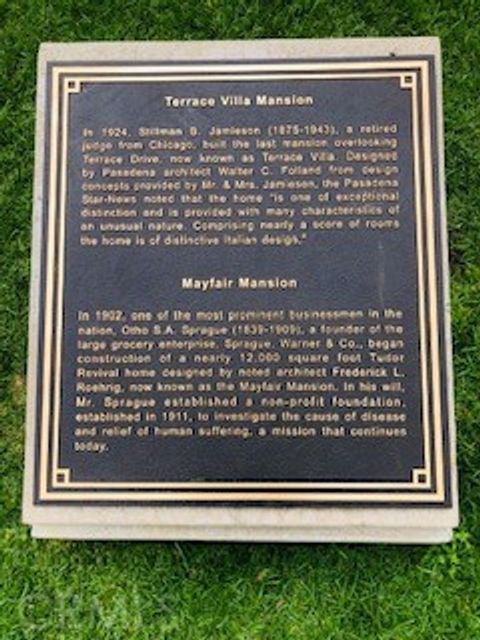 Terrace Villa Mansion
In 1924, Stillman B. Jamieson (1875-1943), a retired
judge from Chicago, built the last mansion overlooking
Terrace Drive, now known as Terrace Villa. Designed
by Pasadena architect Walter C. Folland from design
concepts provided by Mr. & Mrs. Jamieson, the Pasadena
Star-News noted that the home "is one of exceptional
distinction and is provided with many characteristics of
an unusual nature. Comprising nearly a score of rooms
the home is of distinctive Italian design."
Mayfair Mansion
In 1902, one of the most prominent businessmen in the
nation, Otho S.A. Sprague (1839-1909), a founder of the
large grocery enterprise, Sprague, Warner & Co., began
construction of a nearly 12,000 square foot Tudor
Revival home designed by noted architect Frederick L.
Roehrig, now known as the Mayfair Mansion. In his will,
Mr. Sprague established a non-profit foundation,
established in 1911, to investigate the cause of disease
and relief of human suffering, a mission that continues
today.
CRMLS